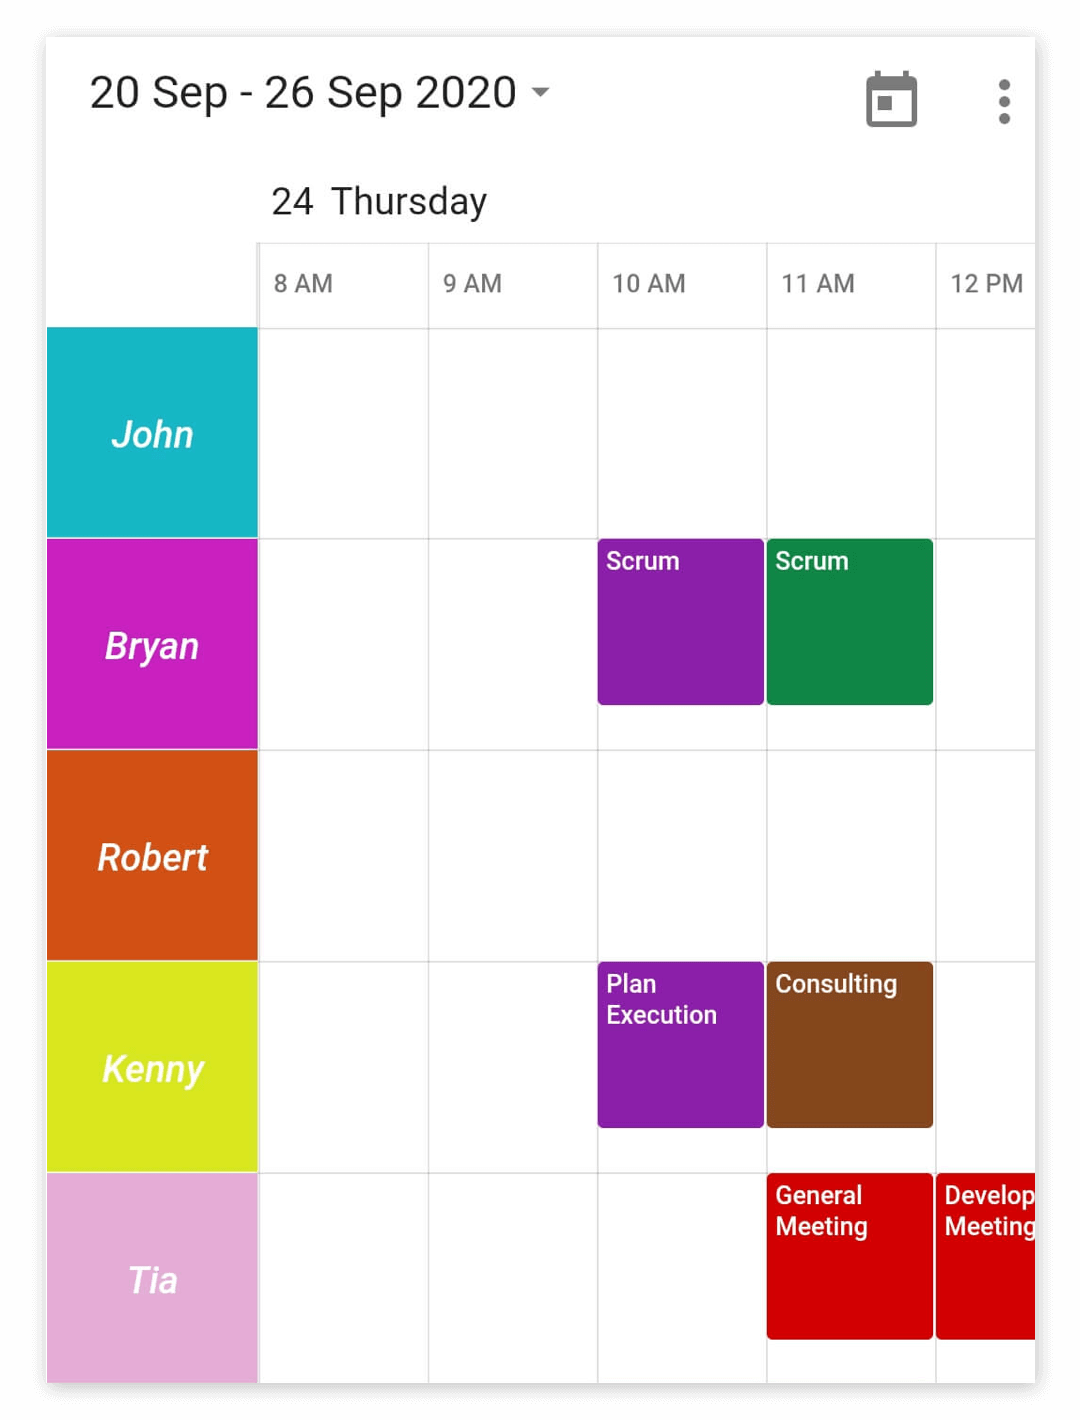 20 Sep - 26 Sep 2020
24 Thursday
8 AM 9 AM 10 AM 11 AM 12 PM
John
Bryan
Scrum
Scrum
Robert
Kenny
Plan
Execution
Consulting
Tia
General
Meeting
Develop
Meeting